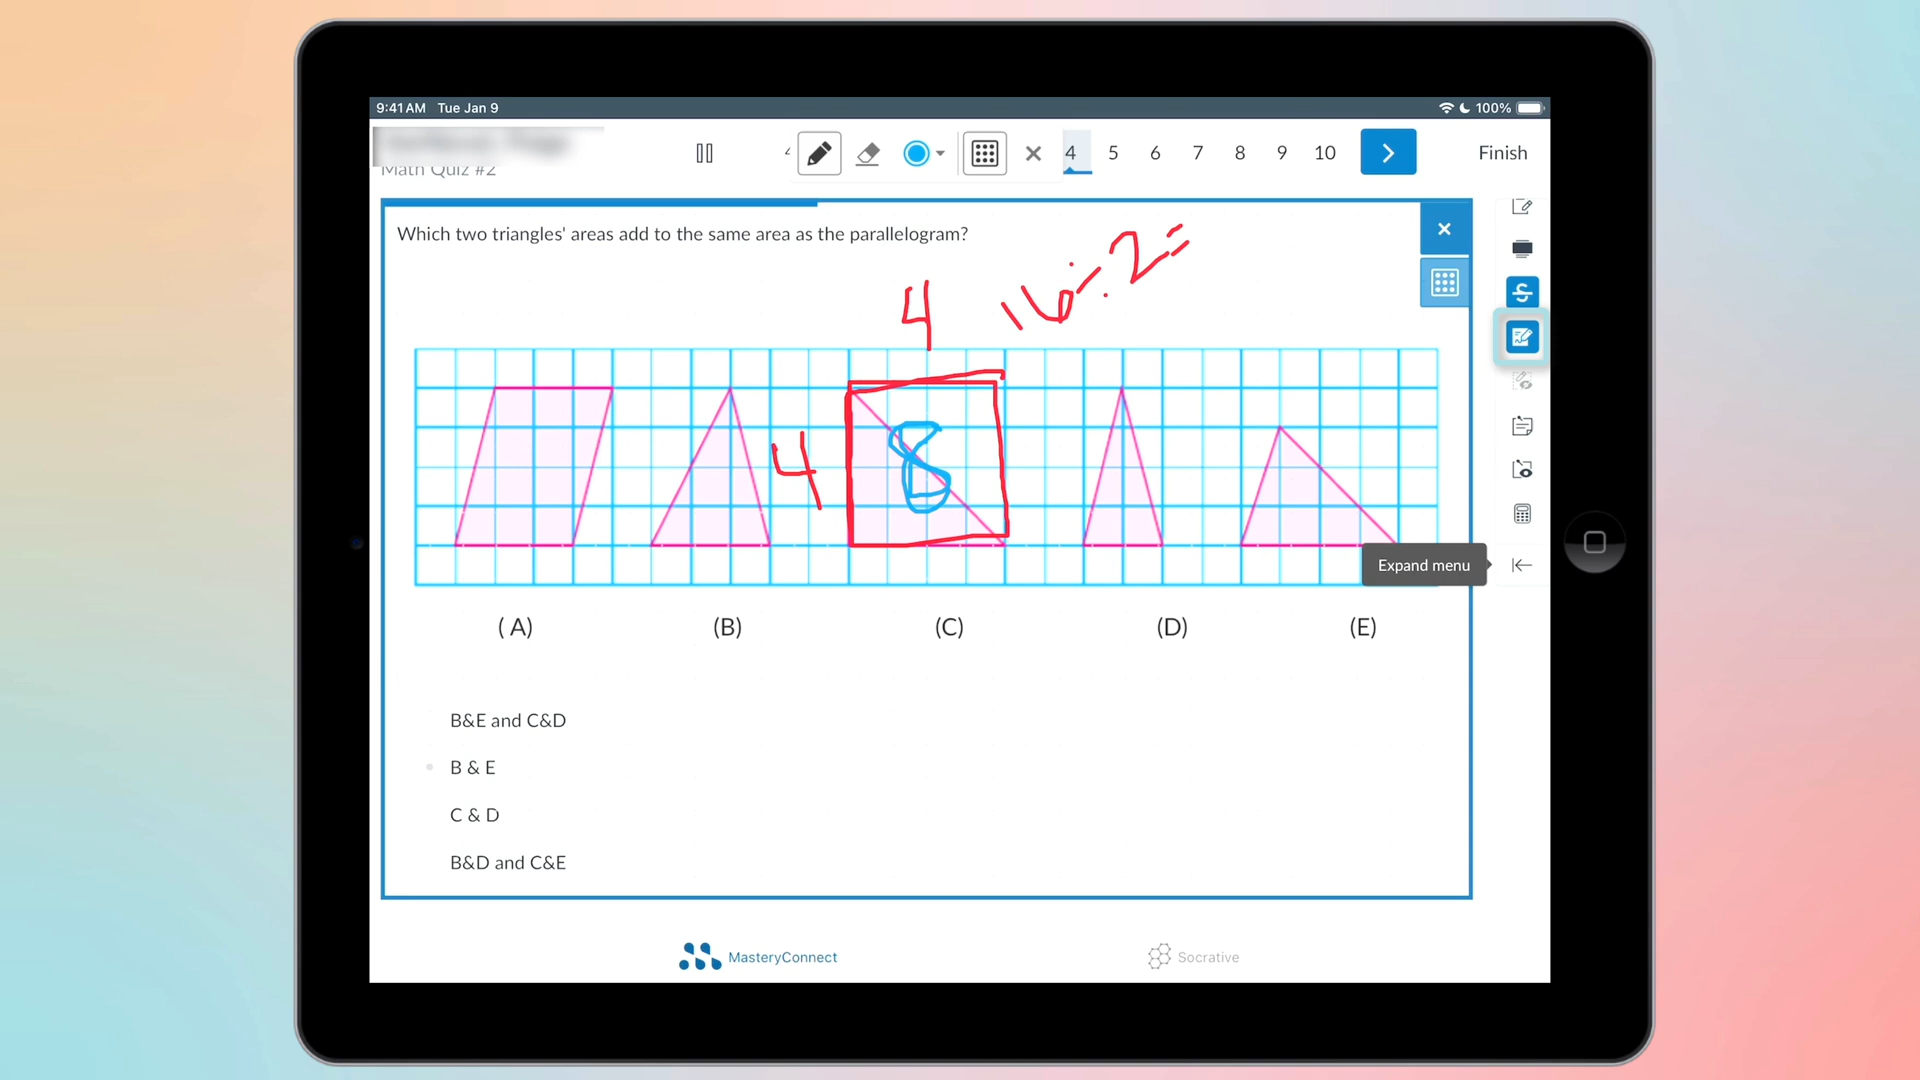 9:41 AM Tue Jan 9
100%
Math Quiz #2
4 5 6 7 8 9 10
Finish
Which two triangles' areas add to the same area as the parallelogram?
16÷2=
4
4
8
Expand menu
( A) (B) (C) (D) (E)
B&E and C&D
B & E
C & D
B&D and C&E
MasteryConnect
Socrative